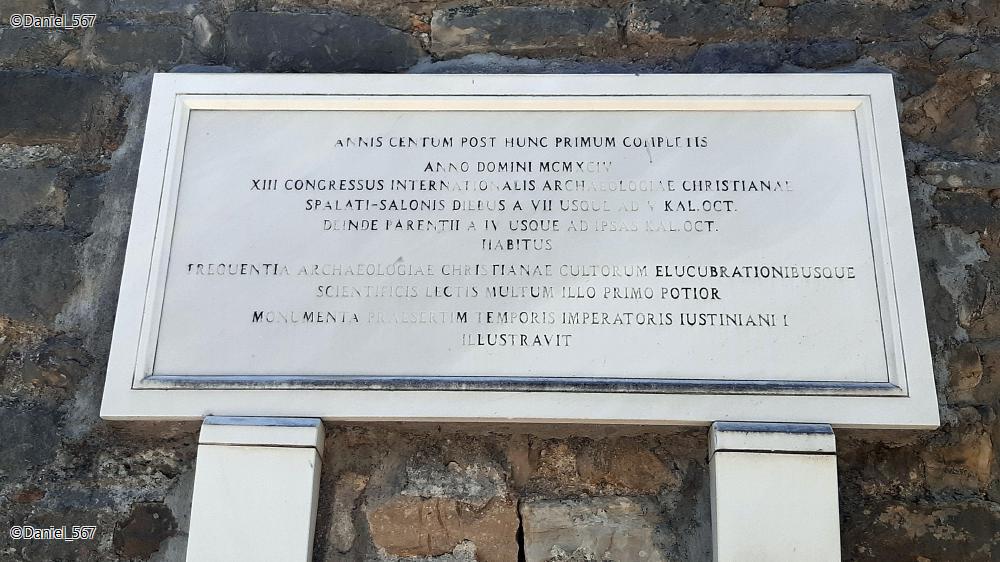 ©Daniel_567
ANNIS CENTUM POST HUNC PRIMUM COMPLETIS
ANNO DOMINI MCMXCIV
XIII CONGRESSUS INTERNATIONALIS ARCHAEOLOGIAE CHRISTIANAE
SPALATI-SALONIS DIEBUS A VII USQUE AD V KAL.OCT.
DEINDE PARENTII A IV USQUE AD IPSAS KAL.OCT.
HABITUS
FREQUENTIA ARCHAEOLOGIAE CHRISTIANAE CULTORUM ELUCUBRATIONIBUSQUE
SCIENTIFICIS LECTIS MULTUM ILLO PRIMO POTIOR
MONUMENTA PRAESERTIM TEMPORIS IMPERATORIS IUSTINIANI I
ILLUSTRAVIT
©Daniel_567